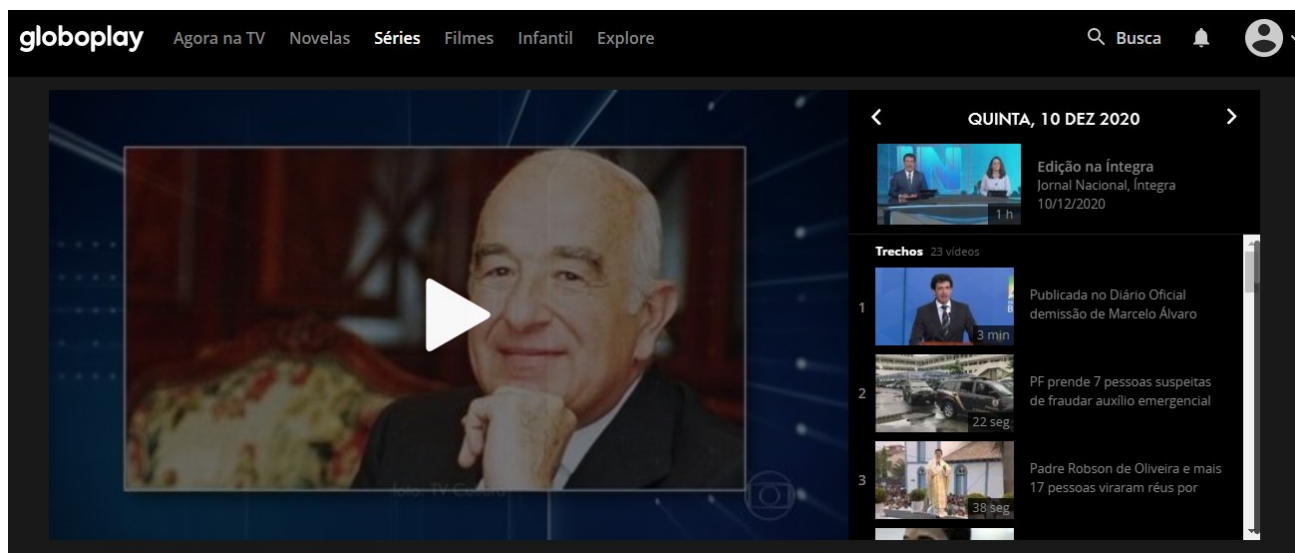 globoplay Agora na TV Novelas Séries Filmes Infantil Explore Busca
QUINTA, 10 DEZ 2020
JN
1 h
Edição na Íntegra
Jornal Nacional, Íntegra
10/12/2020
Trechos 23 vídeos
1
3 min
Publicada no Diário Oficial
demissão de Marcelo Álvaro
2
22 seg
PF prende 7 pessoas suspeitas
de fraudar auxílio emergencial
3
38 seg
Padre Robson de Oliveira e mais
17 pessoas viraram réus por
foto: TV